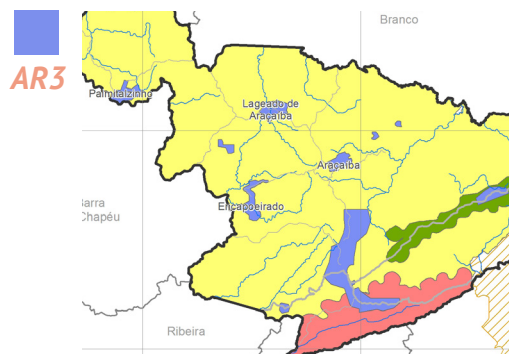 AR3
Branco
Palmitalzinho
Lageado de
Araçaíba
Araçaíba
Encapoeirado
Barra
Chapéu
Ribeira